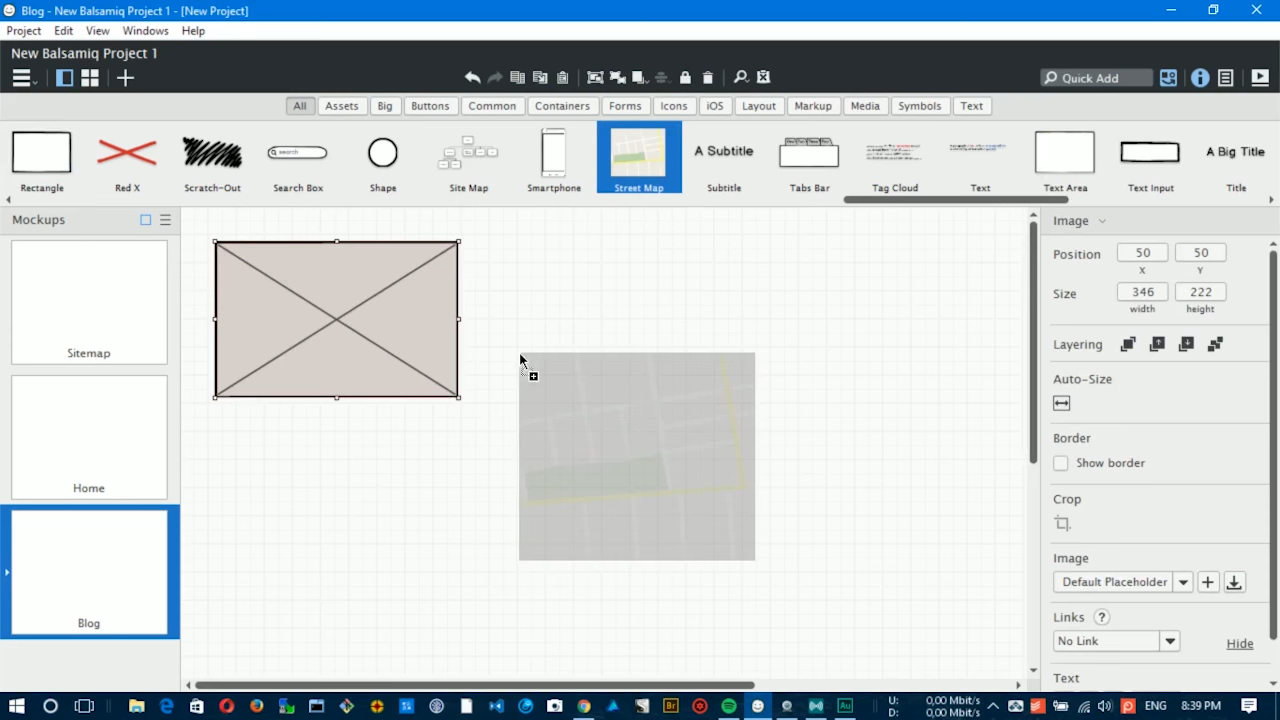 Blog - New Balsamiq Project 1 - [New Project]
Project Edit View Windows Help
New Balsamiq Project 1
Quick Add
All Assets Big Buttons Common Containers Forms Icons iOS Layout Markup Media Symbols Text
search
A Subtitle
A Big Title
Rectangle Red X Scratch-Out Search Box Shape Site Map Smartphone Street Map Subtitle Tabs Bar Tag Cloud Text Text Area Text Input Title
Mockups
Sitemap
Home
Blog
Image
Position 50 50
X Y
Size 346 222
width height
Layering
Auto-Size
Border
Show border
Crop
Image
Default Placeholder
Links ?
No Link Hide
Text
U: 0,00 Mbit/s
D: 0,00 Mbit/s
Br Au ENG 8:39 PM